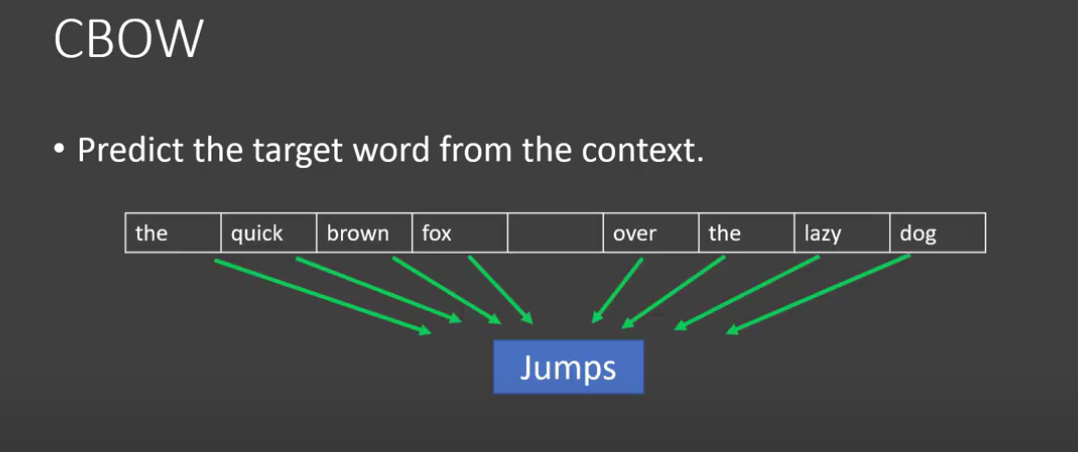 CBOW
• Predict the target word from the context.
the quick brown fox over the lazy dog
Jumps